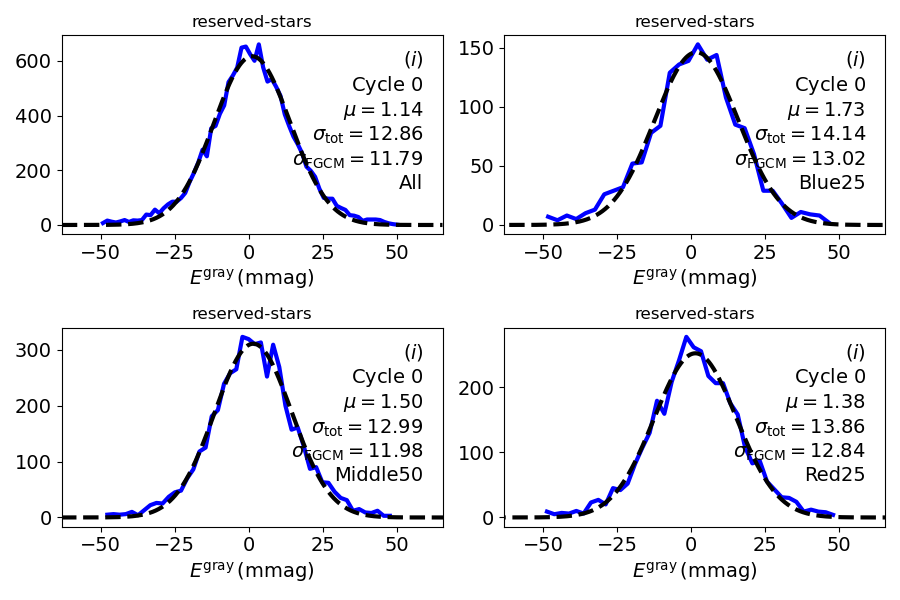 reserved-stars
600
400
200
0
−50 −25 0 25 50
E^gray (mmag)
(i)
Cycle 0
μ = 1.14
σ_tot = 12.86
σ_FGCM = 11.79
All
reserved-stars
150
100
50
0
−50 −25 0 25 50
E^gray (mmag)
(i)
Cycle 0
μ = 1.73
σ_tot = 14.14
σ_FGCM = 13.02
Blue25
reserved-stars
300
200
100
0
−50 −25 0 25 50
E^gray (mmag)
(i)
Cycle 0
μ = 1.50
σ_tot = 12.99
σ_FGCM = 11.98
Middle50
reserved-stars
200
100
0
−50 −25 0 25 50
E^gray (mmag)
(i)
Cycle 0
μ = 1.38
σ_tot = 13.86
σ_FGCM = 12.84
Red25